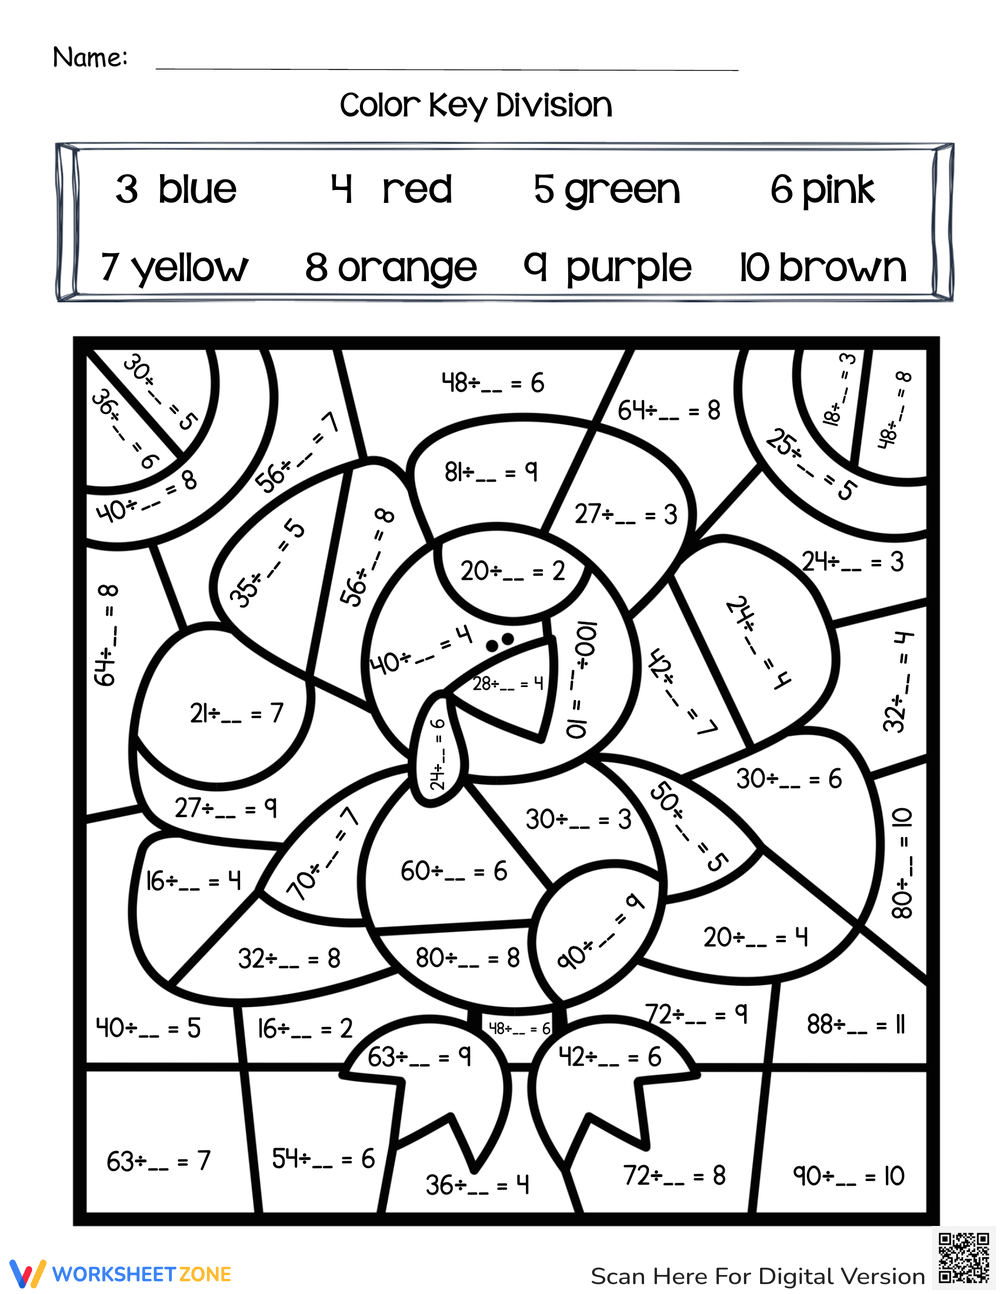 Name:
Color Key Division
3 blue 4 red 5 green 6 pink
7 yellow 8 orange 9 purple 10 brown
30÷__ = 5
36÷__ = 6
40÷__ = 8
56÷__ = 7
48÷__ = 6
64÷__ = 8
18÷__ = 3
48÷__ = 8
25÷__ = 5
81÷__ = 9
27÷__ = 3
35÷__ = 5
56÷__ = 8
20÷__ = 2
24÷__ = 3
64÷__ = 8
40÷__ = 4
100÷__ = 10
28÷__ = 4
24÷__ = 6
42÷__ = 7
24÷__ = 4
32÷__ = 4
21÷__ = 7
27÷__ = 9
30÷__ = 6
70÷__ = 7
30÷__ = 3
50÷__ = 5
80÷__ = 10
16÷__ = 4
60÷__ = 6
90÷__ = 9
20÷__ = 4
32÷__ = 8
80÷__ = 8
40÷__ = 5
16÷__ = 2
48÷__ = 6
72÷__ = 9
88÷__ = 11
63÷__ = 9
42÷__ = 6
63÷__ = 7
54÷__ = 6
36÷__ = 4
72÷__ = 8
90÷__ = 10
WORKSHEETZONE
Scan Here For Digital Version